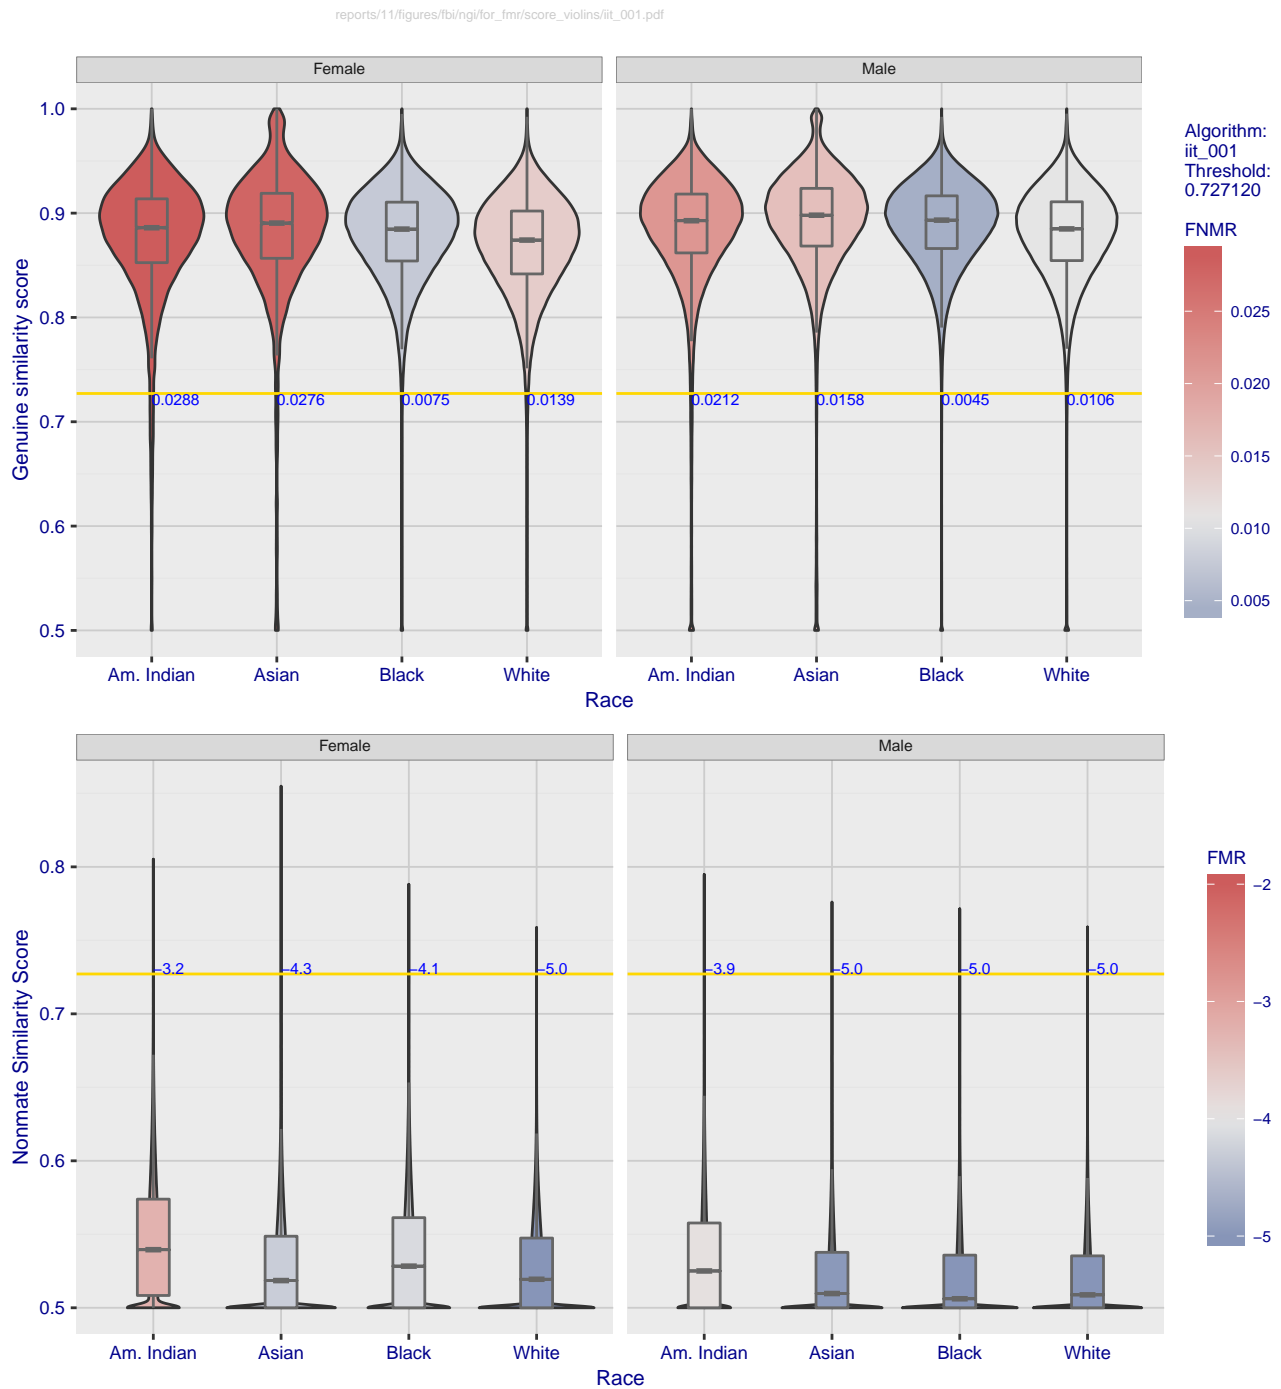 reports/11/figures/fbi/ngi/for_fmr/score_violins/iit_001.pdf
Female
Male
1.0
0.9
0.8
0.7
0.6
0.5
Genuine similarity score
0.0288
0.0276
0.0075
0.0139
0.0212
0.0158
0.0045
0.0106
Am. Indian
Asian
Black
White
Am. Indian
Asian
Black
White
Race
Algorithm:
iit_001
Threshold:
0.727120
FNMR
0.025
0.020
0.015
0.010
0.005
Female
Male
0.8
0.7
0.6
0.5
Nonmate Similarity Score
−3.2
−4.3
−4.1
−5.0
−3.9
−5.0
−5.0
−5.0
Am. Indian
Asian
Black
White
Am. Indian
Asian
Black
White
Race
FMR
−2
−3
−4
−5